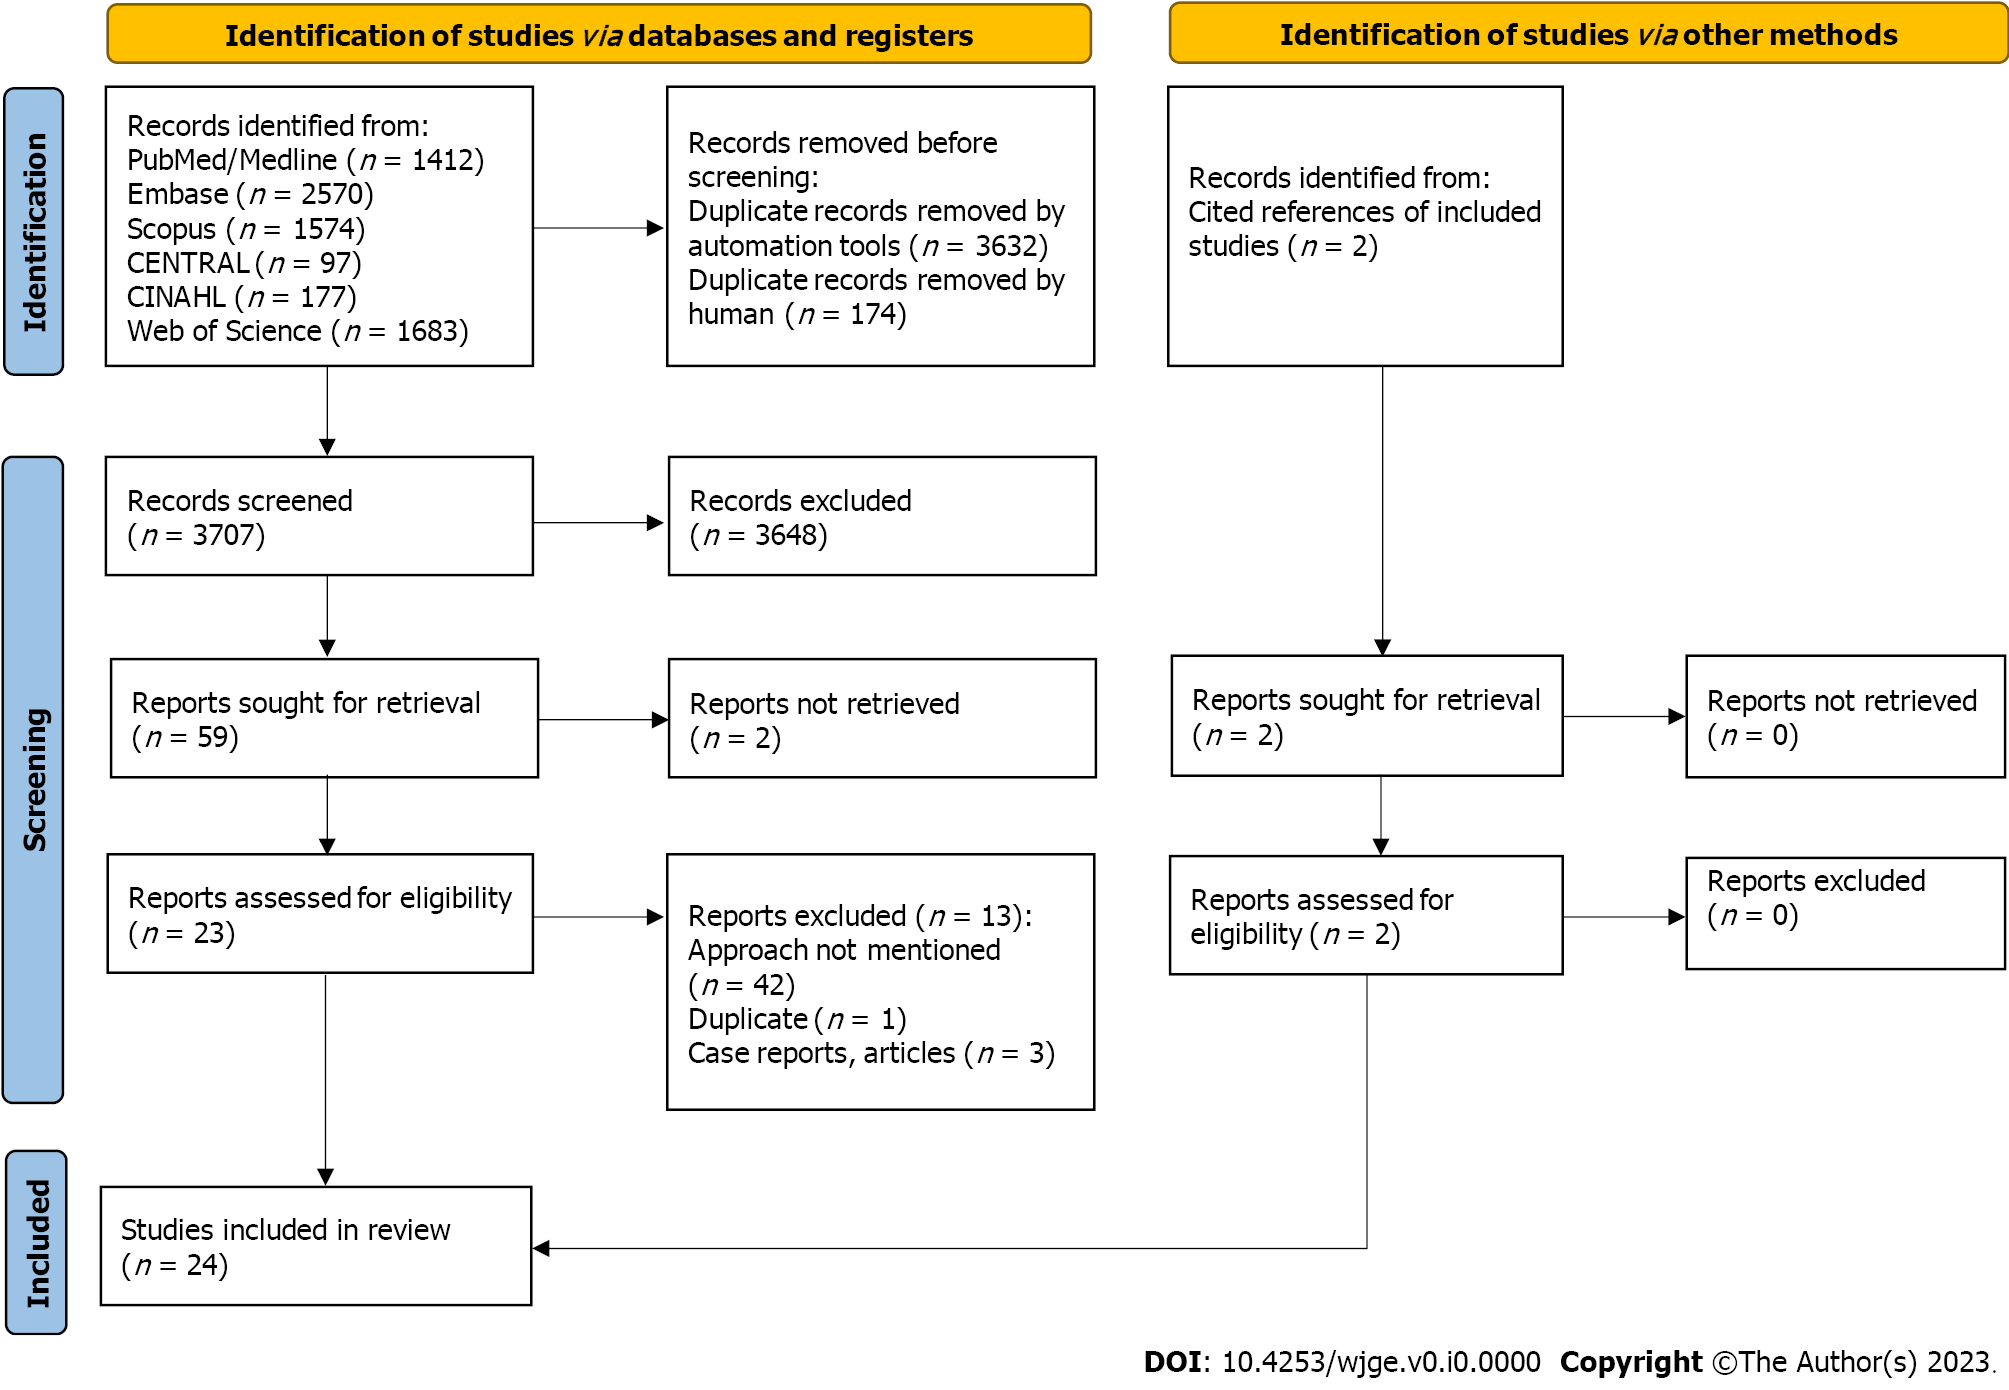 Identification of studies via databases and registers
Identification of studies via other methods
Identification
Records identified from:
PubMed/Medline (n = 1412)
Embase (n = 2570)
Scopus (n = 1574)
CENTRAL (n = 97)
CINAHL (n = 177)
Web of Science (n = 1683)
Records removed before
screening:
Duplicate records removed by
automation tools (n = 3632)
Duplicate records removed by
human (n = 174)
Records identified from:
Cited references of included
studies (n = 2)
Screening
Records screened
(n = 3707)
Records excluded
(n = 3648)
Reports sought for retrieval
(n = 59)
Reports not retrieved
(n = 2)
Reports sought for retrieval
(n = 2)
Reports not retrieved
(n = 0)
Reports assessed for eligibility
(n = 23)
Reports excluded (n = 13):
Approach not mentioned
(n = 42)
Duplicate (n = 1)
Case reports, articles (n = 3)
Reports assessed for
eligibility (n = 2)
Reports excluded
(n = 0)
Included
Studies included in review
(n = 24)
DOI: 10.4253/wjge.v0.i0.0000 Copyright ©The Author(s) 2023.